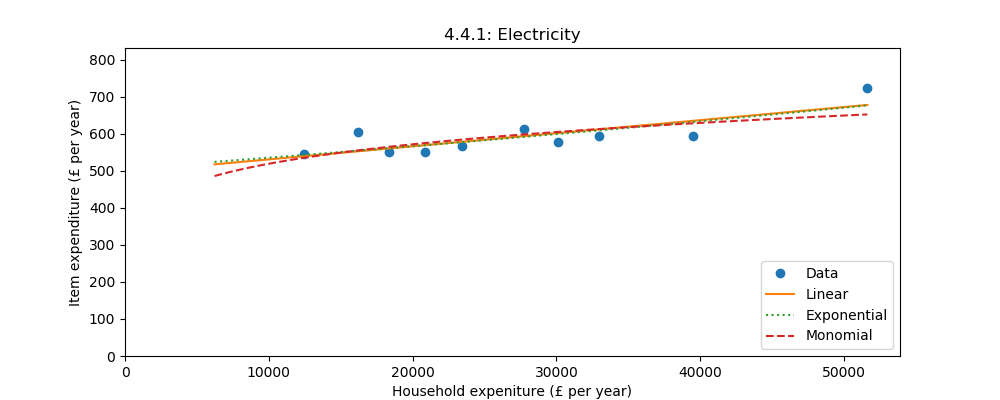 4.4.1: Electricity
Item expenditure (£ per year)
800
700
600
500
400
300
200
100
0
0 10000 20000 30000 40000 50000
Household expeniture (£ per year)
Data
Linear
Exponential
Monomial